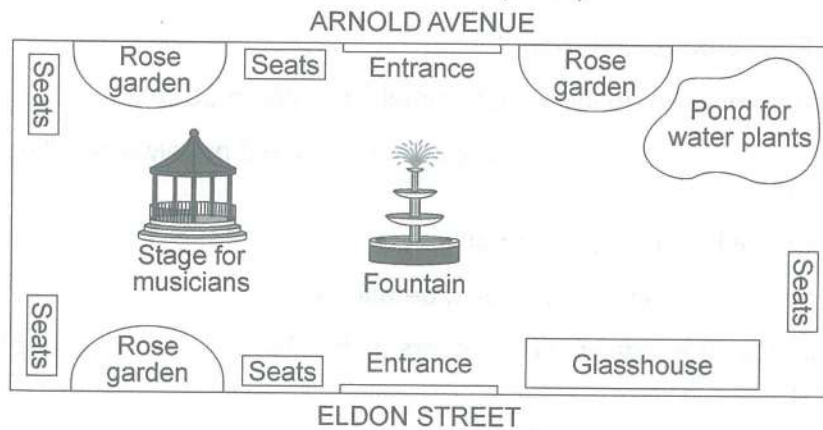 ARNOLD AVENUE
Seats
Rose
garden
Seats
Entrance
Rose
garden
Pond for
water plants
Stage for
musicians
Fountain
Seats
Seats
Rose
garden
Seats
Entrance
Glasshouse
ELDON STREET